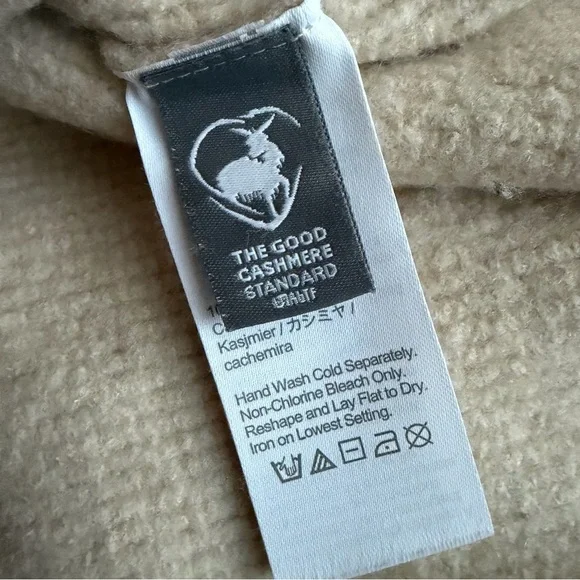 THE GOOD
CASHMERE
STANDARD
Kasjmier / カシミヤ /
cachemira
Hand Wash Cold Separately.
Non-Chlorine Bleach Only.
Reshape and Lay Flat to Dry.
Iron on Lowest Setting.